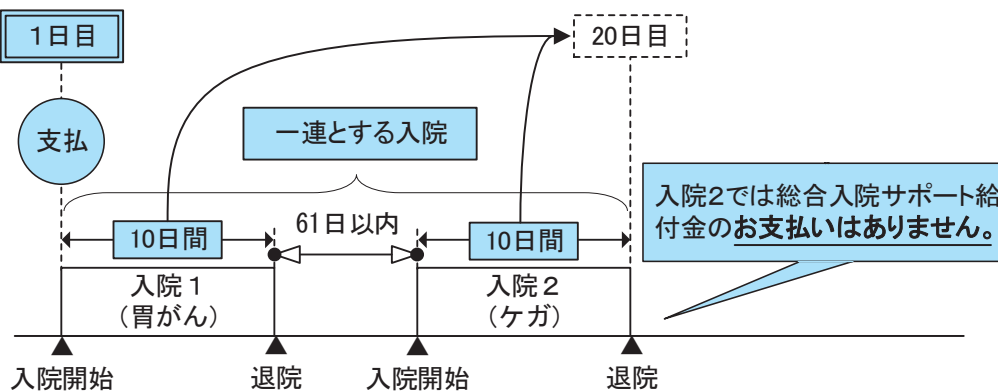 1日目
20日目
支払
一連とする入院
入院2では総合入院サポート給
付金のお支払いはありません。
10日間
61日以内
10日間
入院1
(胃がん)
入院2
(ケガ)
入院開始
退院
入院開始
退院